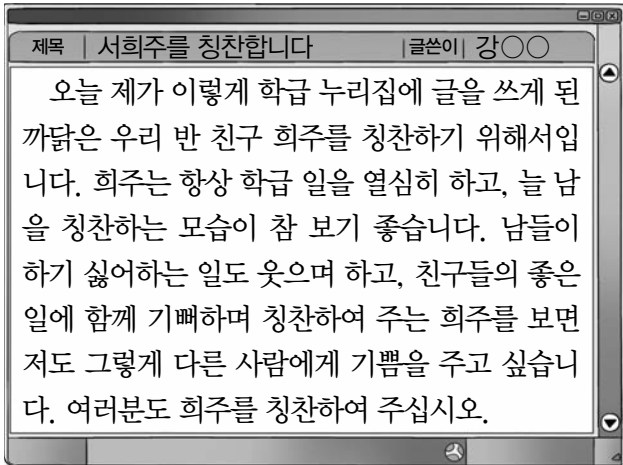 제목 | 서희주를 칭찬합니다 |글쓴이| 강○○
오늘 제가 이렇게 학급 누리집에 글을 쓰게 된
까닭은 우리 반 친구 희주를 칭찬하기 위해서입
니다. 희주는 항상 학급 일을 열심히 하고, 늘 남
을 칭찬하는 모습이 참 보기 좋습니다. 남들이
하기 싫어하는 일도 웃으며 하고, 친구들의 좋은
일에 함께 기뻐하며 칭찬하여 주는 희주를 보면
저도 그렇게 다른 사람에게 기쁨을 주고 싶습니
다. 여러분도 희주를 칭찬하여 주십시오.